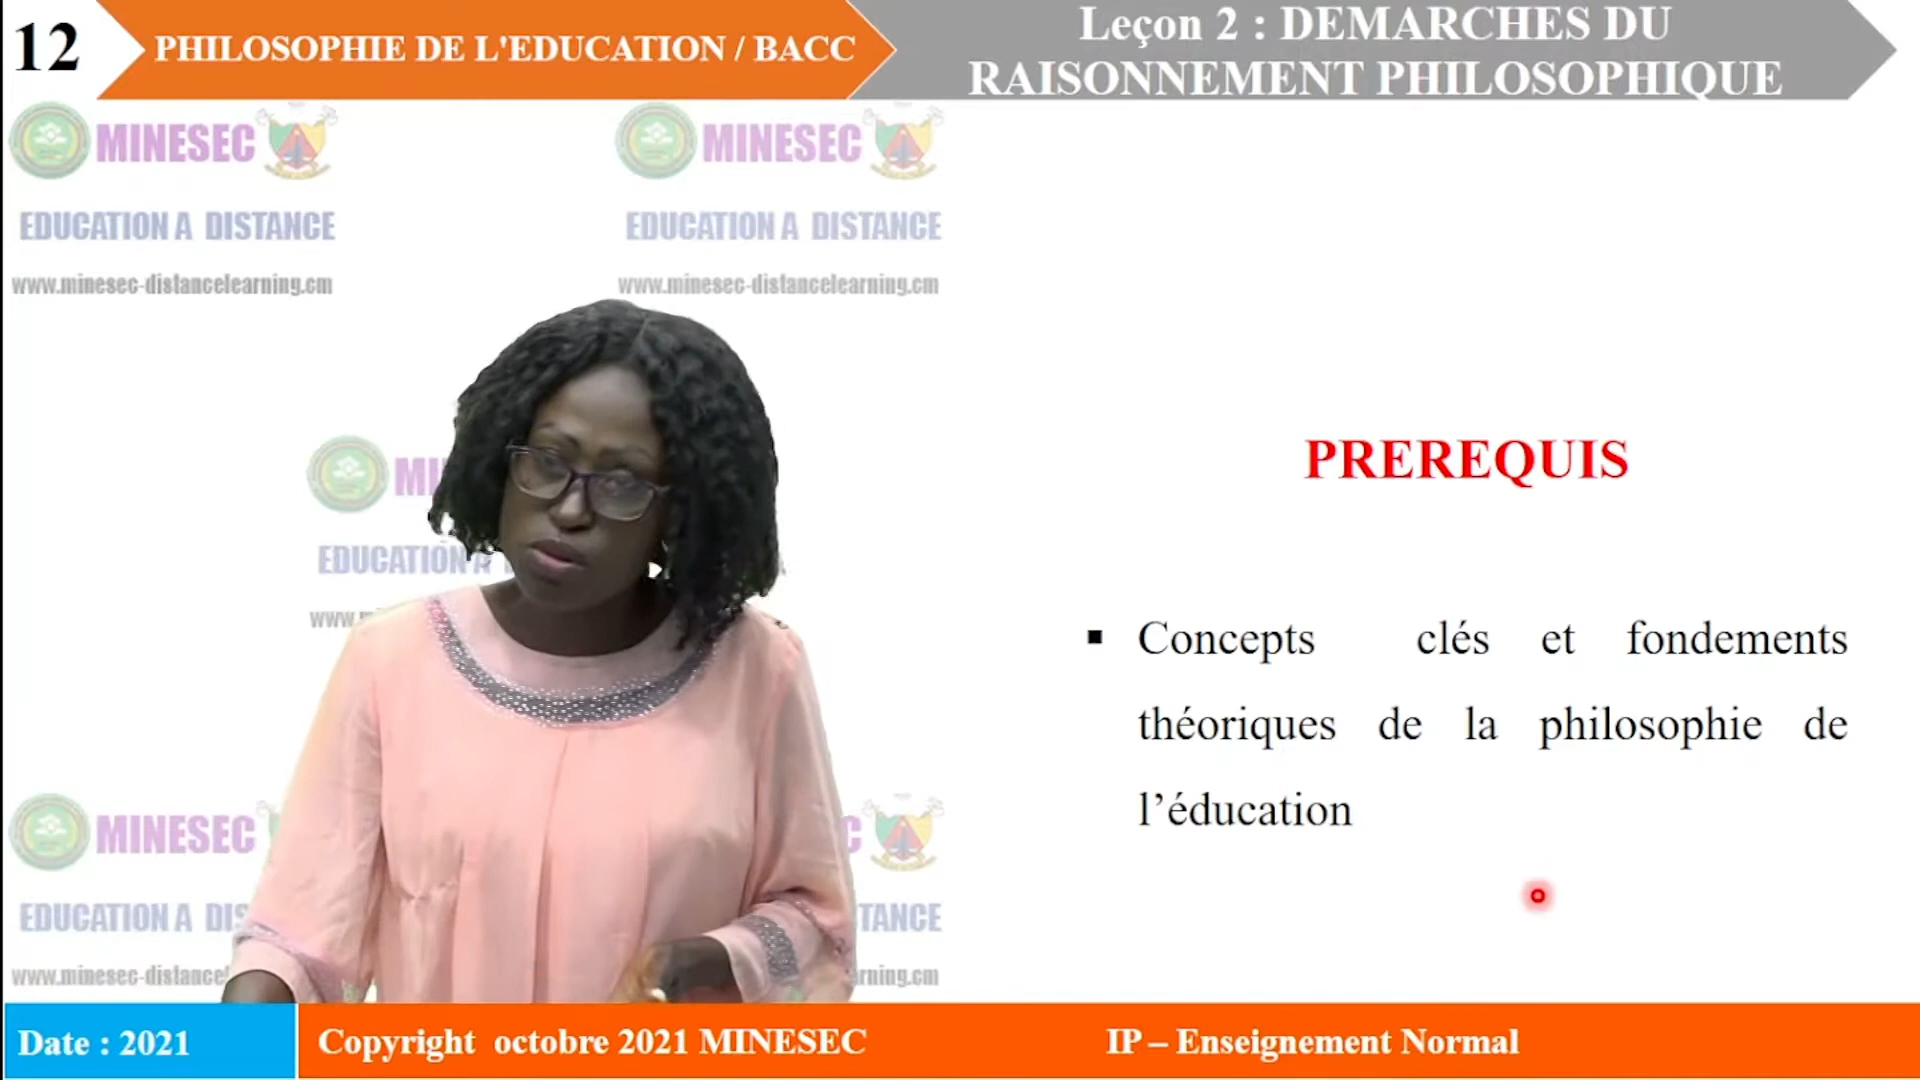 12
PHILOSOPHIE DE L'EDUCATION / BACC
Leçon 2 : DEMARCHES DU
RAISONNEMENT PHILOSOPHIQUE
MINESEC
MINESEC
EDUCATION A DISTANCE
EDUCATION A DISTANCE
www.minesec-distancelearning.cm
www.minesec-distancelearning.cm
PREREQUIS
EDUCATION A
▪ Concepts clés et fondements
théoriques de la philosophie de
l’éducation
MINESEC
Date : 2021
Copyright octobre 2021 MINESEC
IP – Enseignement Normal